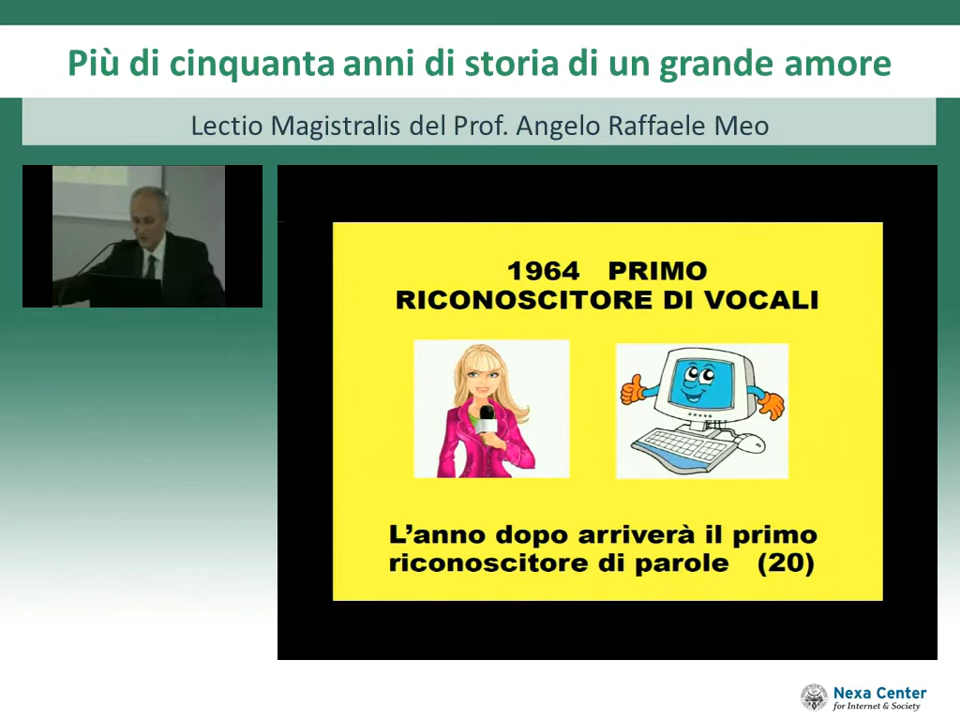 Più di cinquanta anni di storia di un grande amore
Lectio Magistralis del Prof. Angelo Raffaele Meo
1964 PRIMO
RICONOSCITORE DI VOCALI
L’anno dopo arriverà il primo
riconoscitore di parole (20)
Nexa Center
for Internet & Society